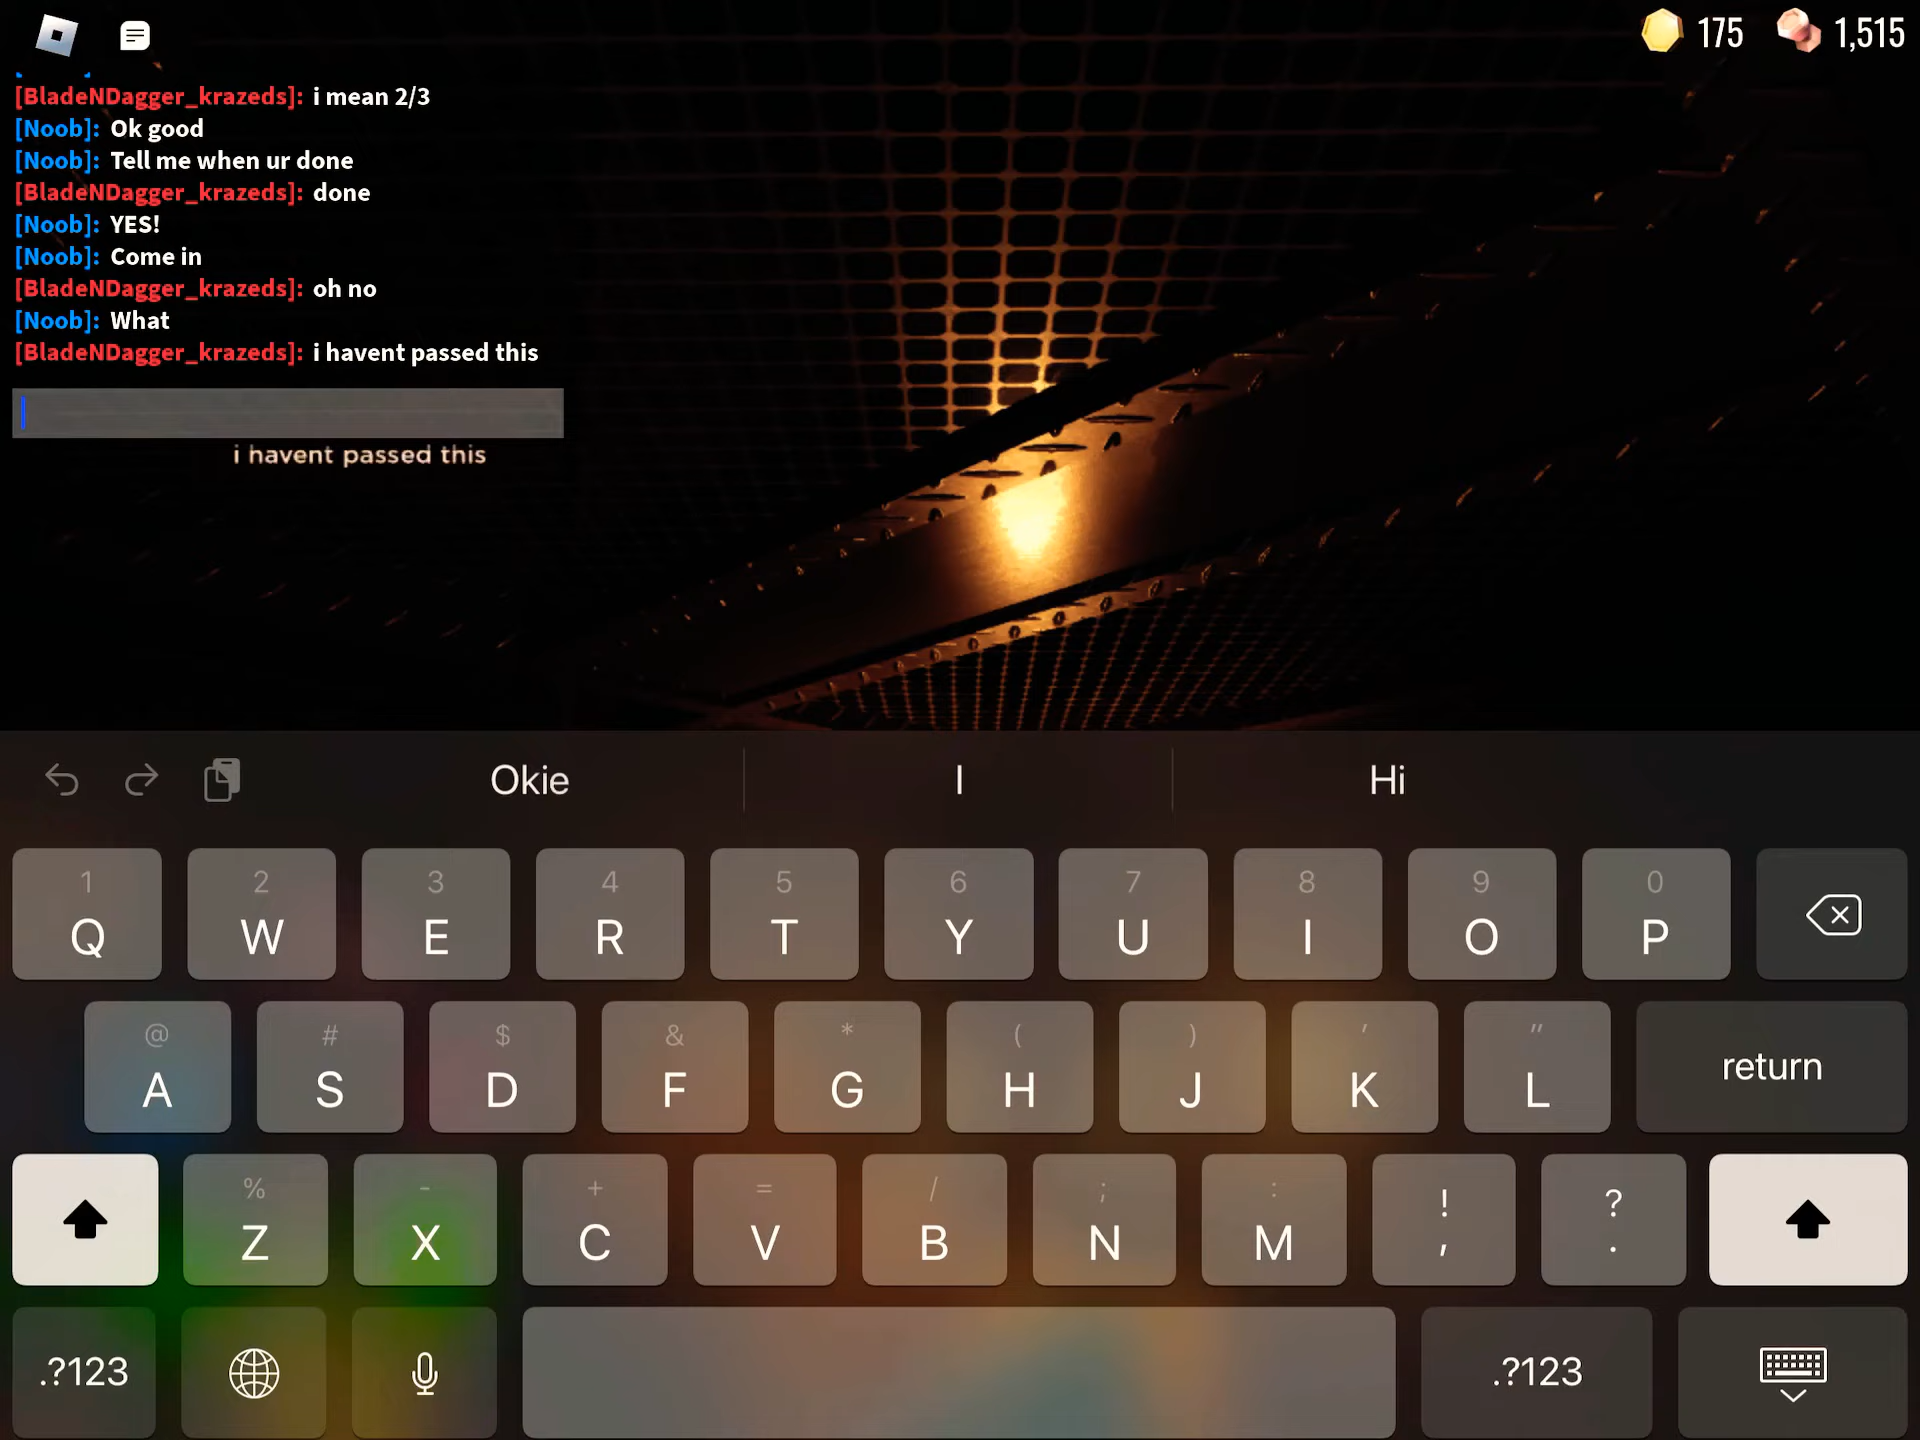 175 1,515
[BladeNDagger_krazeds]: i mean 2/3
[Noob]: Ok good
[Noob]: Tell me when ur done
[BladeNDagger_krazeds]: done
[Noob]: YES!
[Noob]: Come in
[BladeNDagger_krazeds]: oh no
[Noob]: What
[BladeNDagger_krazeds]: i havent passed this
i havent passed this
Okie I Hi
1 2 3 4 5 6 7 8 9 0
Q W E R T Y U I O P
@ # $ & * ( ) ' "
A S D F G H J K L return
% - + = / ; : ! ?
Z X C V B N M , .
.?123 .?123